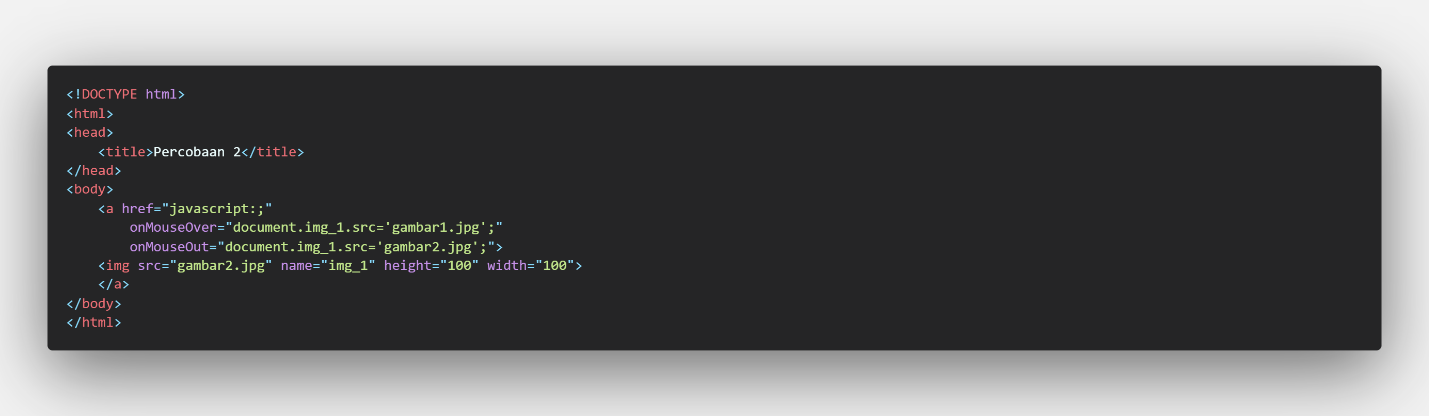 <!DOCTYPE html>
<html>
<head>
    <title>Percobaan 2</title>
</head>
<body>
    <a href="javascript:;"
        onMouseOver="document.img_1.src='gambar1.jpg';"
        onMouseOut="document.img_1.src='gambar2.jpg';">
    <img src="gambar2.jpg" name="img_1" height="100" width="100">
    </a>
</body>
</html>